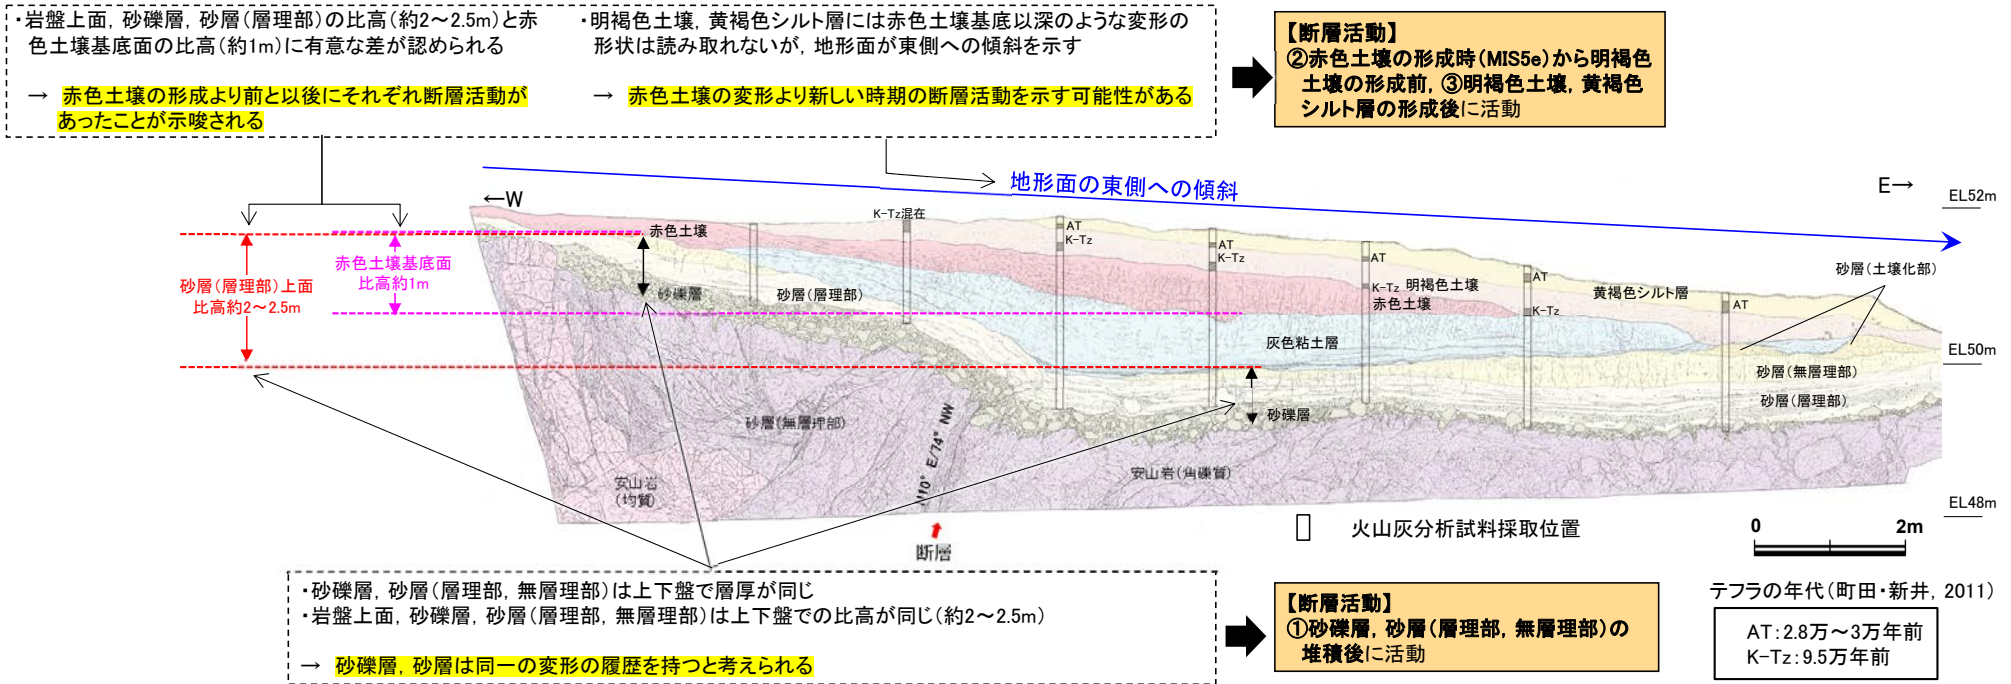 ・岩盤上面，砂礫層，砂層（層理部）の比高（約2～2.5m）と赤
色土壌基底面の比高（約1m）に有意な差が認められる
→ 赤色土壌の形成より前と以後にそれぞれ断層活動が
あったことが示唆される
・明褐色土壌，黄褐色シルト層には赤色土壌基底以深のような変形の
形状は読み取れないが，地形面が東側への傾斜を示す
→ 赤色土壌の変形より新しい時期の断層活動を示す可能性がある
【断層活動】
②赤色土壌の形成時（MIS5e）から明褐色
土壌の形成前，③明褐色土壌，黄褐色
シルト層の形成後に活動
地形面の東側への傾斜
←W
E→
EL52m
K-Tz混在
赤色土壌
AT
K-Tz
AT
K-Tz
AT
K-Tz
AT
K-Tz
AT
明褐色土壌
赤色土壌
黄褐色シルト層
砂層（土壌化部）
赤色土壌基底面
比高約1m
砂層（層理部）上面
比高約2～2.5m
砂礫層
砂層（層理部）
灰色粘土層
EL50m
砂層（無層理部）
砂層（層理部）
砂礫層
砂層（無層理部）
安山岩
（均質）
N10° E/74° NW
安山岩（角礫質）
EL48m
断層
火山灰分析試料採取位置
0 2m
・砂礫層，砂層（層理部，無層理部）は上下盤で層厚が同じ
・岩盤上面，砂礫層，砂層（層理部，無層理部）は上下盤での比高が同じ（約2～2.5m）
→ 砂礫層，砂層は同一の変形の履歴を持つと考えられる
【断層活動】
①砂礫層，砂層（層理部，無層理部）の
堆積後に活動
テフラの年代（町田・新井，2011）
AT：2.8万～3万年前
K-Tz：9.5万年前